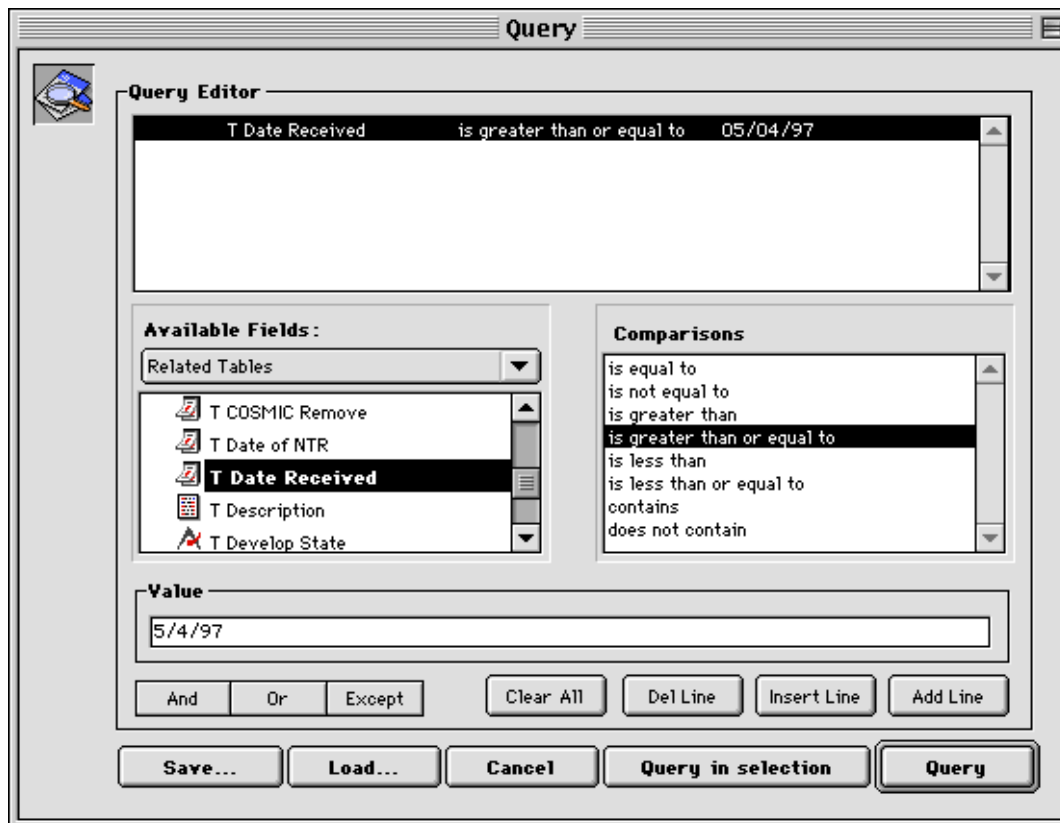 Query
Query Editor
T Date Received is greater than or equal to 05/04/97
Available Fields:
Related Tables
T COSMIC Remove
T Date of NTR
T Date Received
T Description
T Develop State
Comparisons
is equal to
is not equal to
is greater than
is greater than or equal to
is less than
is less than or equal to
contains
does not contain
Value
5/4/97
And Or Except Clear All Del Line Insert Line Add Line
Save... Load... Cancel Query in selection Query